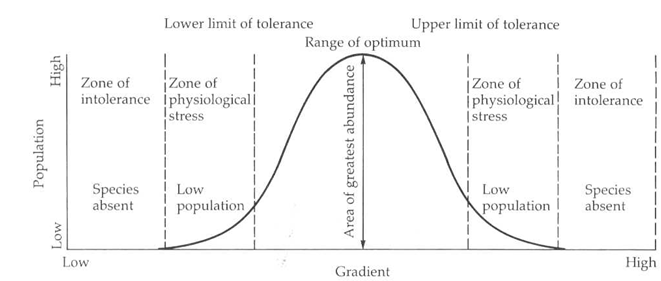 Lower limit of tolerance
Upper limit of tolerance
Range of optimum
High
Population
Low
Zone of
intolerance
Species
absent
Zone of
physiological
stress
Low
population
Area of greatest abundance
Zone of
physiological
stress
Low
population
Zone of
intolerance
Species
absent
Low
Gradient
High